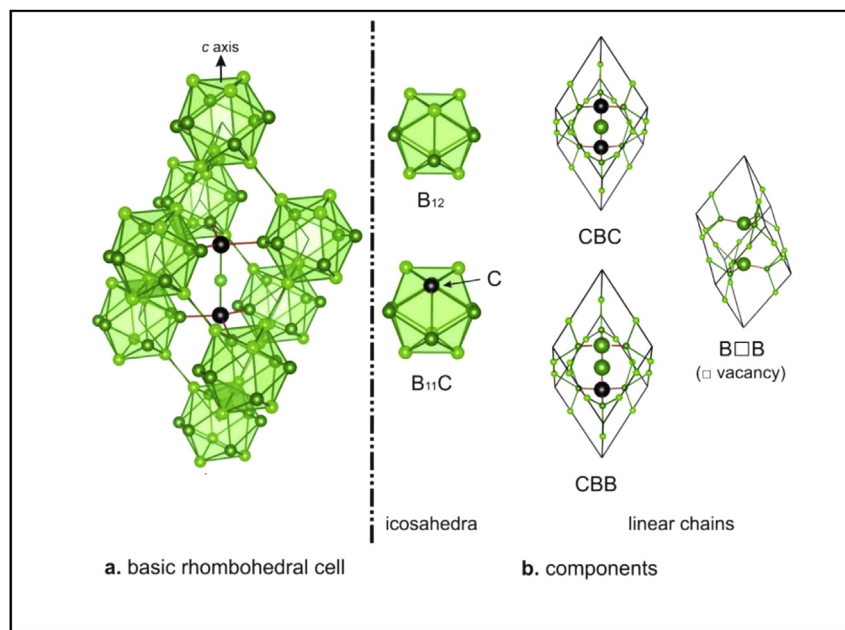 c axis
B12
C
B11C
CBC
CBB
B□B
(□ vacancy)
icosahedra
linear chains
a. basic rhombohedral cell
b. components